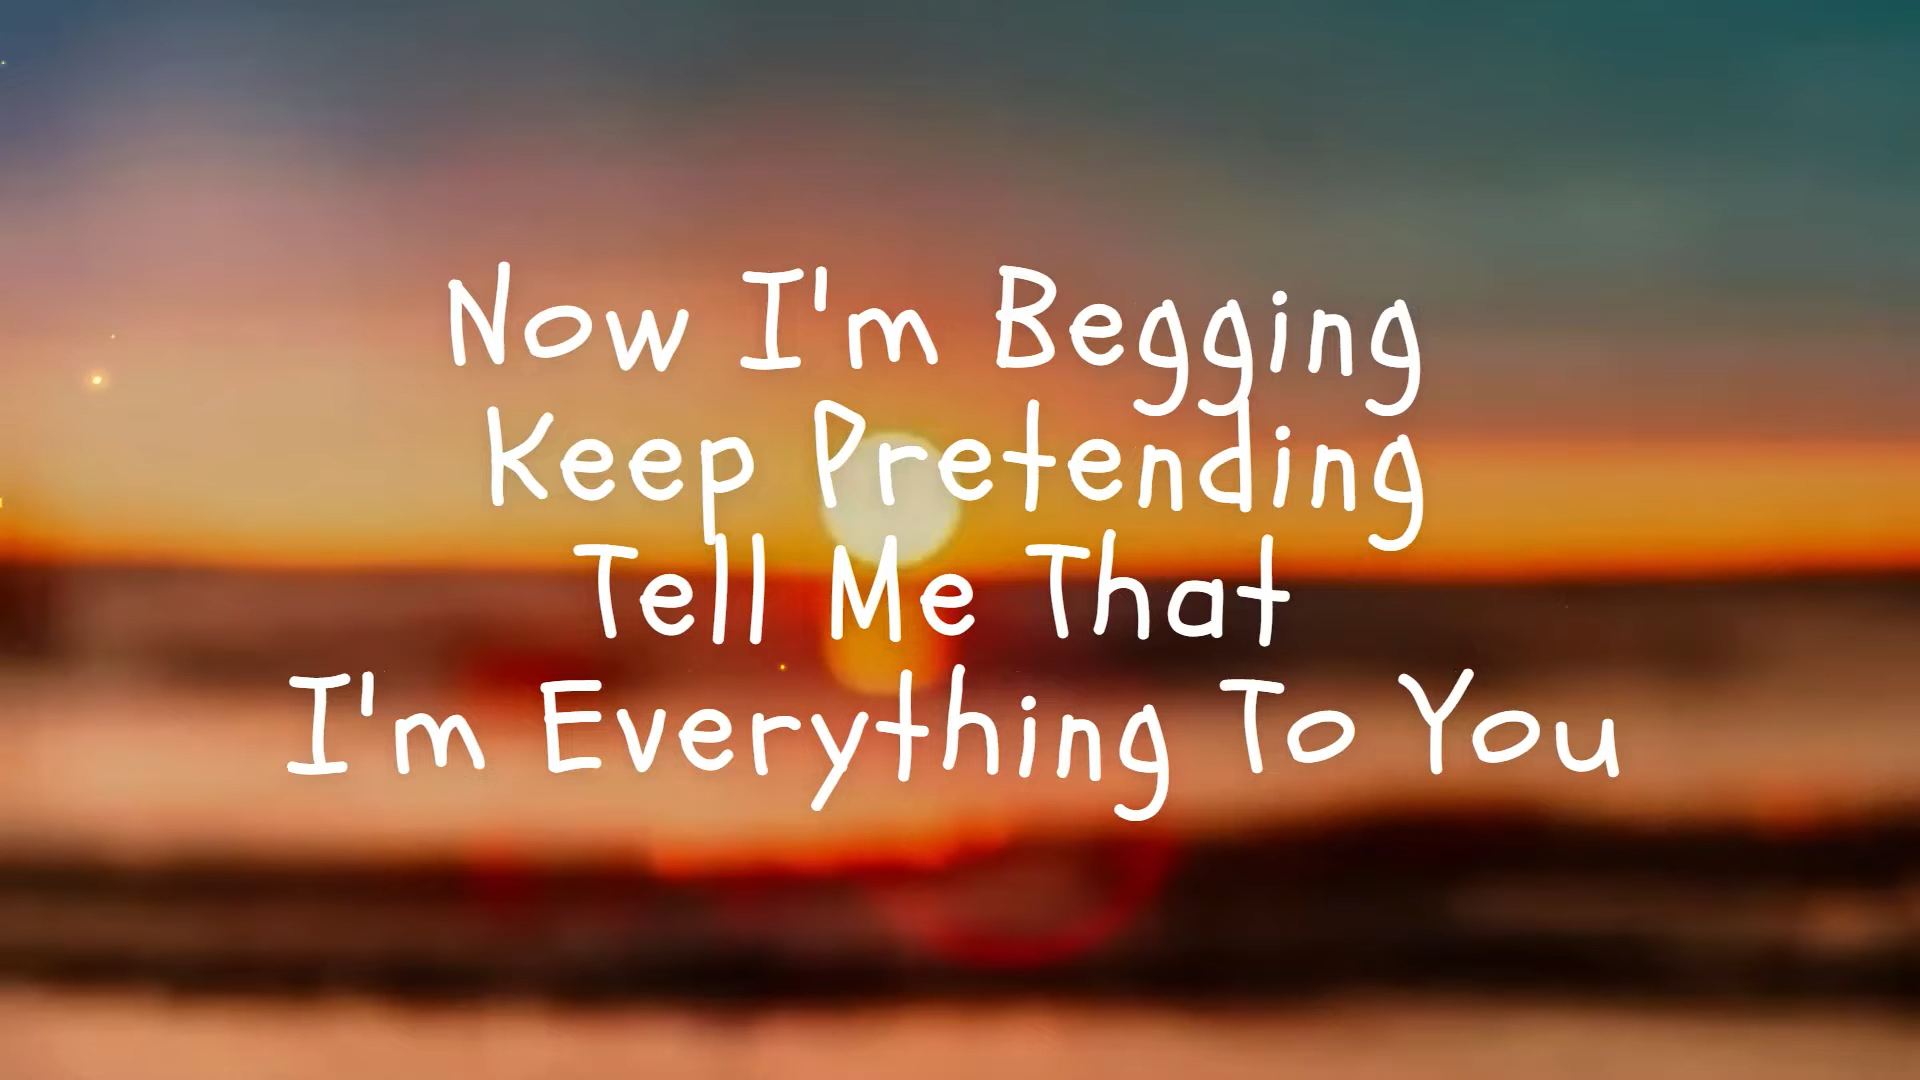 Now I'm Begging
Keep Pretending
Tell Me That
I'm Everything To You